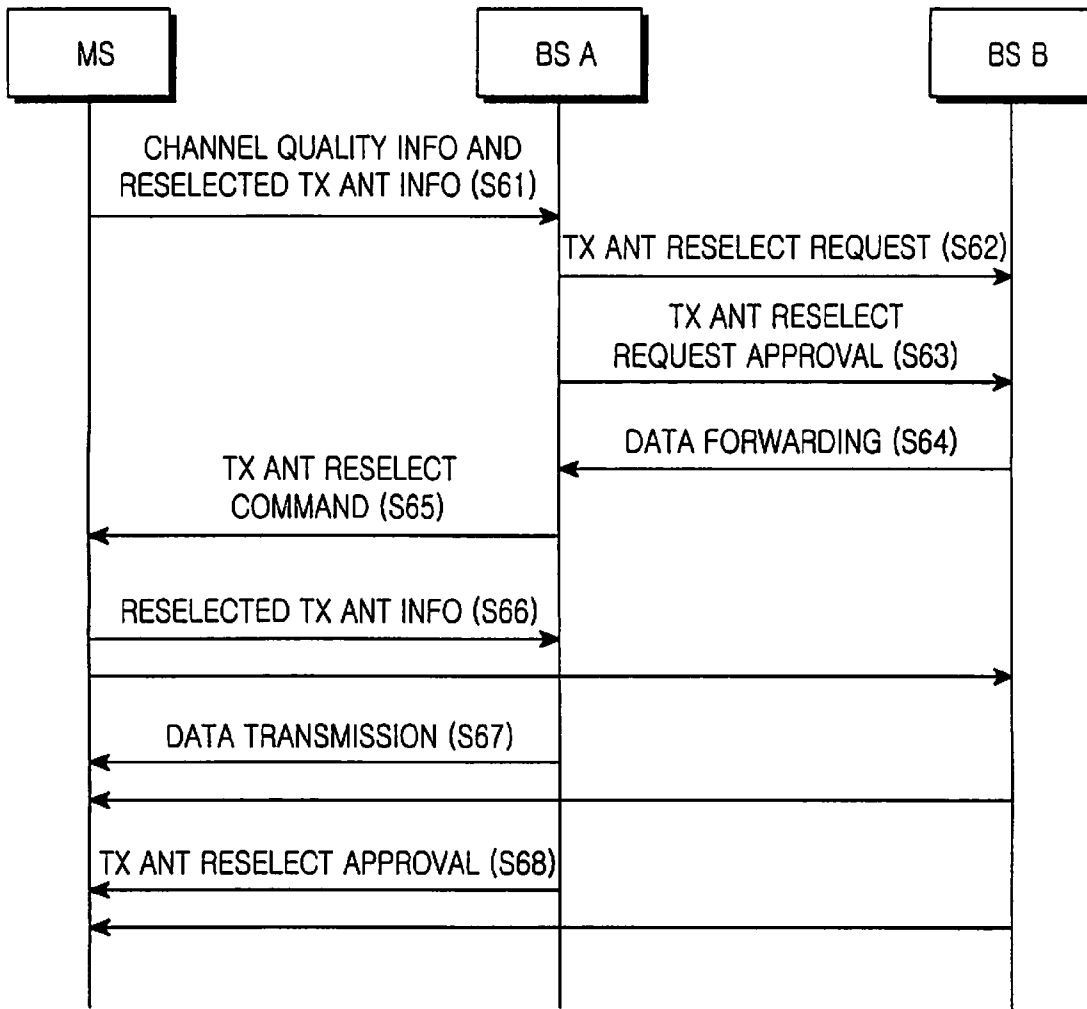 MS
BS A
BS B
CHANNEL QUALITY INFO AND
RESELECTED TX ANT INFO (S61)
TX ANT RESELECT REQUEST (S62)
TX ANT RESELECT
REQUEST APPROVAL (S63)
DATA FORWARDING (S64)
TX ANT RESELECT
COMMAND (S65)
RESELECTED TX ANT INFO (S66)
DATA TRANSMISSION (S67)
TX ANT RESELECT APPROVAL (S68)